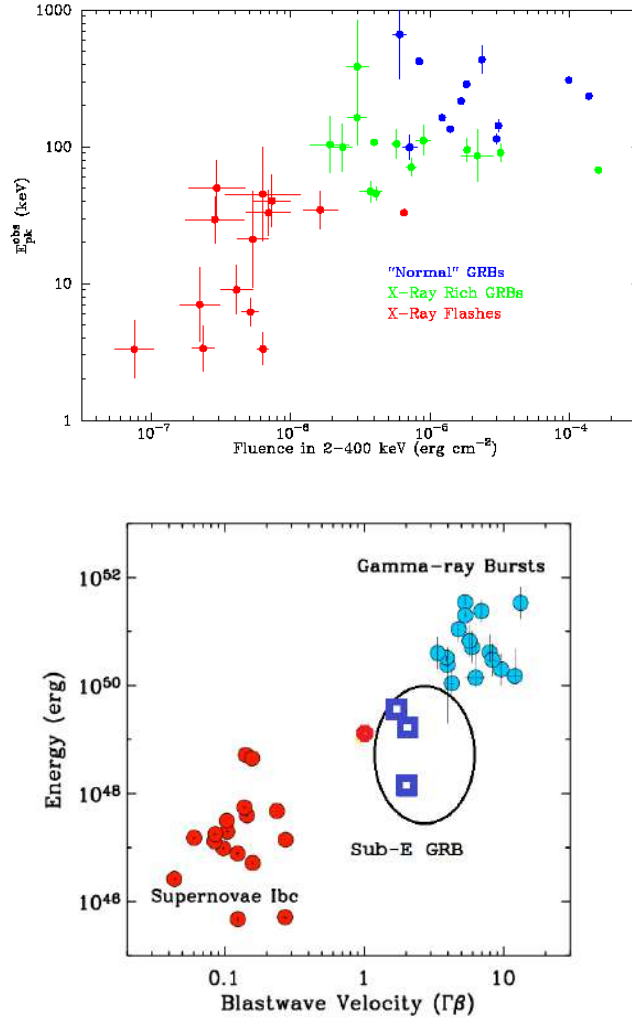 1000
100
10
1
E_pk^obs (keV)
"Normal" GRBs
X-Ray Rich GRBs
X-Ray Flashes
10^-7
10^-6
10^-5
10^-4
Fluence in 2-400 keV (erg cm^-2)
Gamma-ray Bursts
10^52
10^50
10^48
10^46
Energy (erg)
Sub-E GRB
Supernovae Ibc
0.1
1
10
Blastwave Velocity (Γβ)